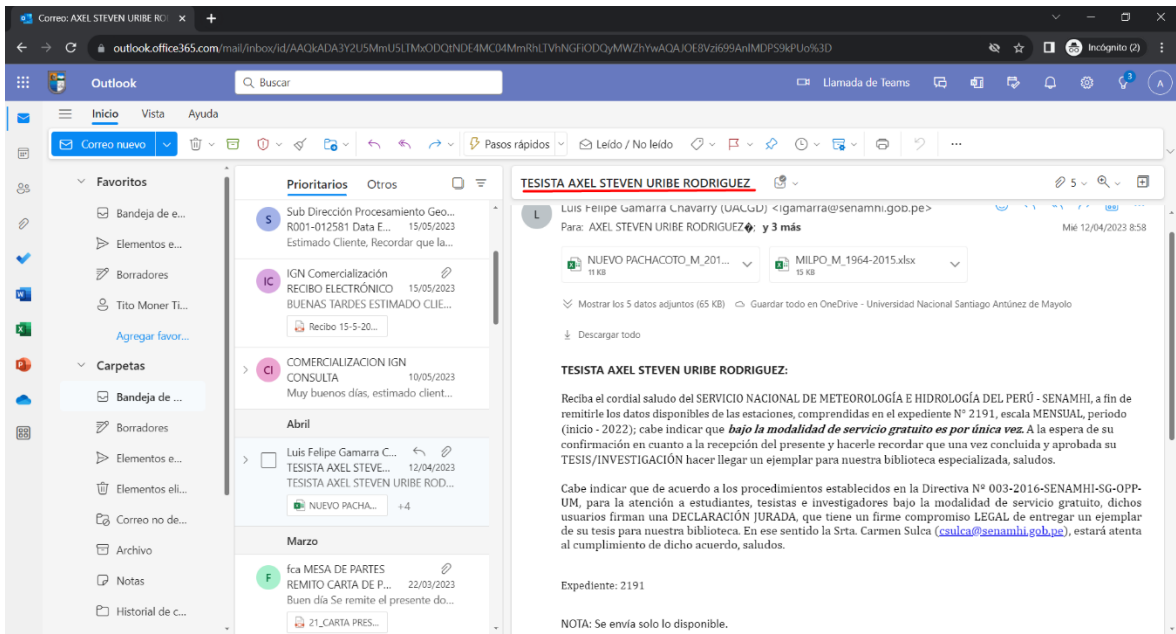 Correo: AXEL STEVEN URIBE RO
outlook.office365.com/mail/inbox/id/AAQkADA3Y2U5MmU5LTMxODQtNDE4MC04MmRhLTVhNGFiODQyMWZhYwAQAJOE8Vzi699AnIMDPS9kPUo%3D
Incógnito (2)
Outlook
Buscar
Llamada de Teams
3
A
Inicio Vista Ayuda
Correo nuevo
Pasos rápidos
Leído / No leído
Favoritos
Bandeja de e...
Elementos e...
Borradores
Tito Moner Ti...
Agregar favor...
Carpetas
Bandeja de ...
Borradores
Elementos e...
Elementos eli...
Correo no de...
Archivo
Notas
Historial de c...
Prioritarios Otros
S
Sub Dirección Procesamiento Geo...
R001-012581 Data E... 15/05/2023
Estimado Cliente, Recordar que la...
IC
IGN Comercialización
RECIBO ELECTRÓNICO 15/05/2023
BUENAS TARDES ESTIMADO CLIE...
Recibo 15-5-20...
CI
COMERCIALIZACION IGN
CONSULTA 10/05/2023
Muy buenos días, estimado client...
Abril
Luis Felipe Gamarra C...
TESISTA AXEL STEVE... 12/04/2023
TESISTA AXEL STEVEN URIBE ROD...
NUEVO PACHA... +4
Marzo
F
fca MESA DE PARTES
REMITO CARTA DE P... 22/03/2023
Buen día Se remite el presente do...
21_CARTA PRES...
TESISTA AXEL STEVEN URIBE RODRIGUEZ
5
L
Luis Felipe Gamarra Chavarry (UACGD) <lgamarra@senamhi.gob.pe>
Para: AXEL STEVEN URIBE RODRIGUEZ�; y 3 más
Mié 12/04/2023 8:58
NUEVO PACHACOTO_M_201...
11 KB
MILPO_M_1964-2015.xlsx
15 KB
Mostrar los 5 datos adjuntos (65 KB) Guardar todo en OneDrive - Universidad Nacional Santiago Antúnez de Mayolo
Descargar todo
TESISTA AXEL STEVEN URIBE RODRIGUEZ:
Reciba el cordial saludo del SERVICIO NACIONAL DE METEOROLOGÍA E HIDROLOGÍA DEL PERÚ - SENAMHI, a fin de
remitirle los datos disponibles de las estaciones, comprendidas en el expediente N° 2191, escala MENSUAL, periodo
(inicio - 2022); cabe indicar que bajo la modalidad de servicio gratuito es por única vez. A la espera de su
confirmación en cuanto a la recepción del presente y hacerle recordar que una vez concluida y aprobada su
TESIS/INVESTIGACIÓN hacer llegar un ejemplar para nuestra biblioteca especializada, saludos.
Cabe indicar que de acuerdo a los procedimientos establecidos en la Directiva Nº 003-2016-SENAMHI-SG-OPP-
UM, para la atención a estudiantes, tesistas e investigadores bajo la modalidad de servicio gratuito, dichos
usuarios firman una DECLARACIÓN JURADA, que tiene un firme compromiso LEGAL de entregar un ejemplar
de su tesis para nuestra biblioteca. En ese sentido la Srta. Carmen Sulca (csulca@senamhi.gob.pe), estará atenta
al cumplimiento de dicho acuerdo, saludos.
Expediente: 2191
NOTA: Se envía solo lo disponible.